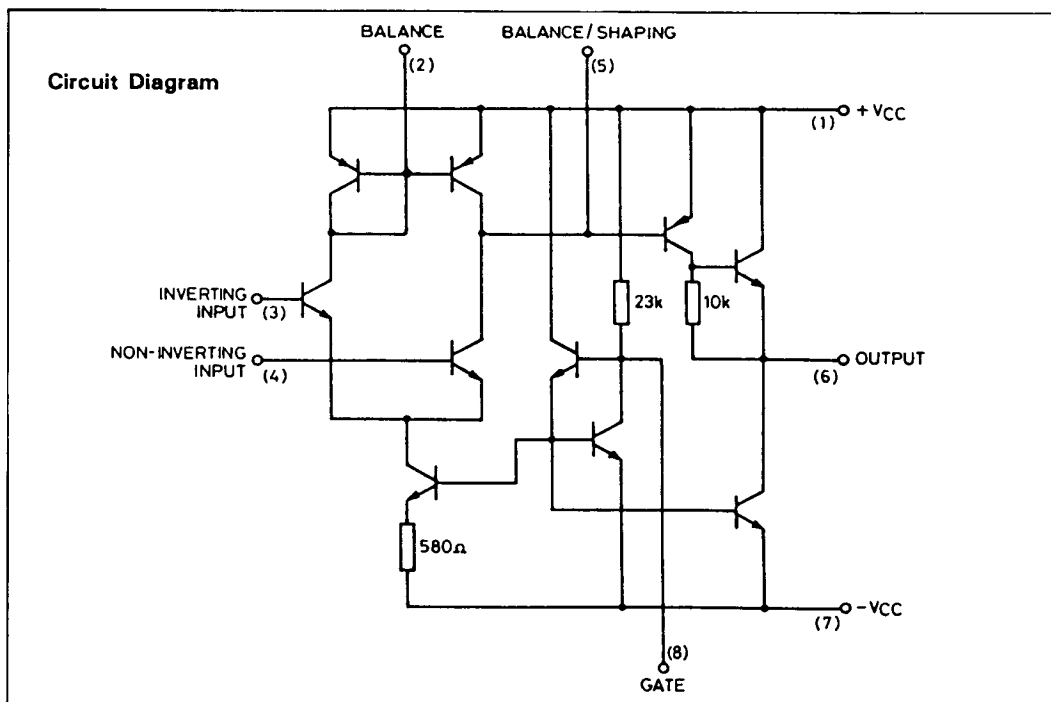 BALANCE BALANCE/SHAPING
(2) (5)
Circuit Diagram
(1) +VCC
INVERTING
INPUT (3)
23k 10k
NON-INVERTING
INPUT (4)
OUTPUT
(6)
580Ω
-VCC
(7)
(8)
GATE